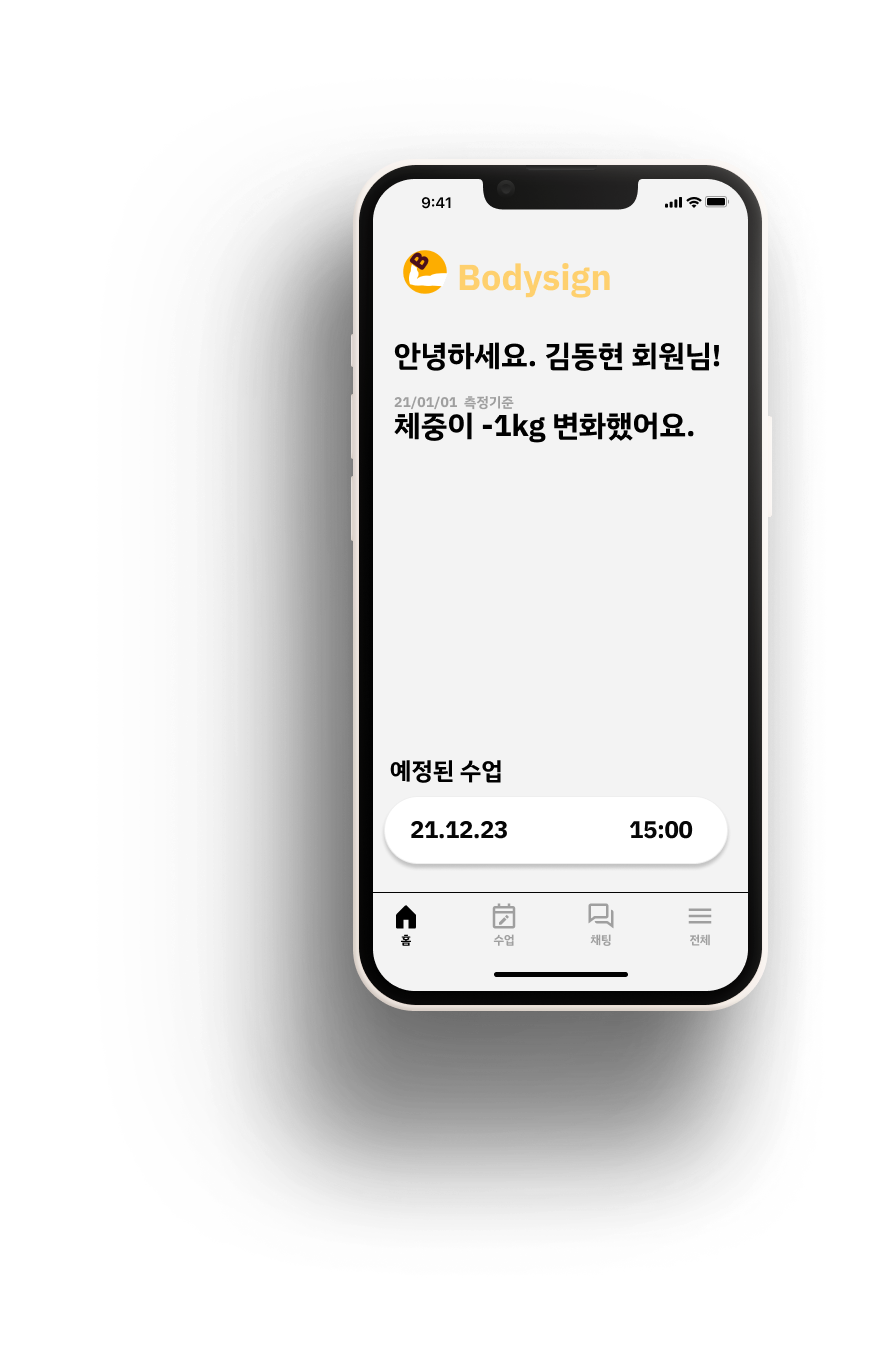 9:41
B
Bodysign
안녕하세요. 김동현 회원님!
21/01/01 측정기준
체중이 -1kg 변화했어요.
예정된 수업
21.12.23 15:00
홈 수업 채팅 전체